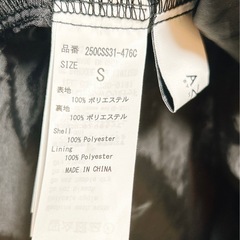 品番 250CSS31-476C
SIZE
S
表地
100% ポリエステル
裏地
100% ポリエステル
Shell
100% Polyester
Lining
100% Polyester
MADE IN CHINA